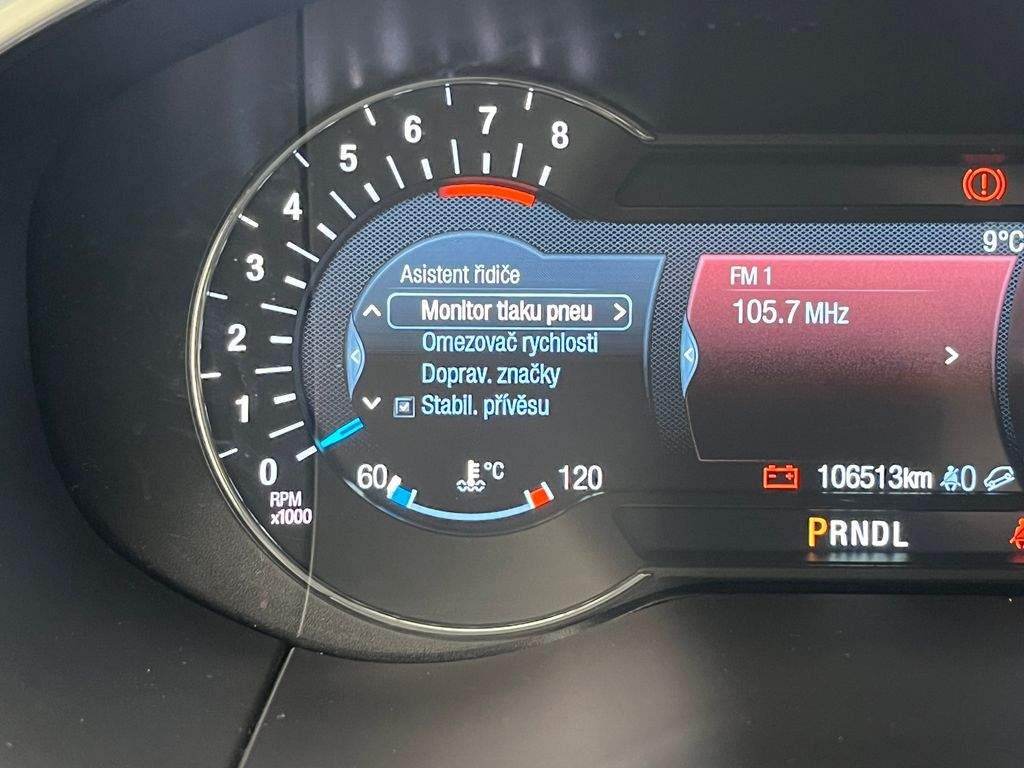 0
1
2
3
4
5
6
7
8
RPM
x1000
Asistent řidiče
Monitor tlaku pneu
Omezovač rychlosti
Doprav. značky
Stabil. přívěsu
60
°C
120
9°C
FM 1
105.7 MHz
106513km
0
PRNDL